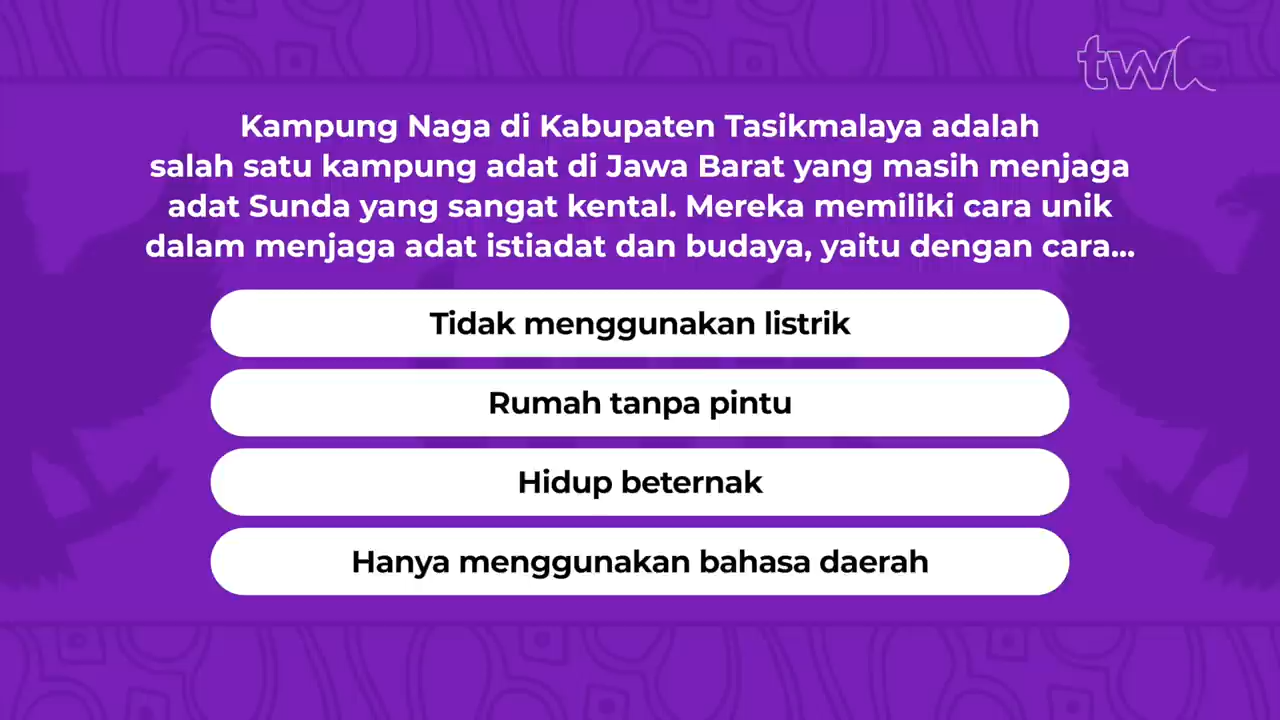 twk
Kampung Naga di Kabupaten Tasikmalaya adalah
salah satu kampung adat di Jawa Barat yang masih menjaga
adat Sunda yang sangat kental. Mereka memiliki cara unik
dalam menjaga adat istiadat dan budaya, yaitu dengan cara...
Tidak menggunakan listrik
Rumah tanpa pintu
Hidup beternak
Hanya menggunakan bahasa daerah